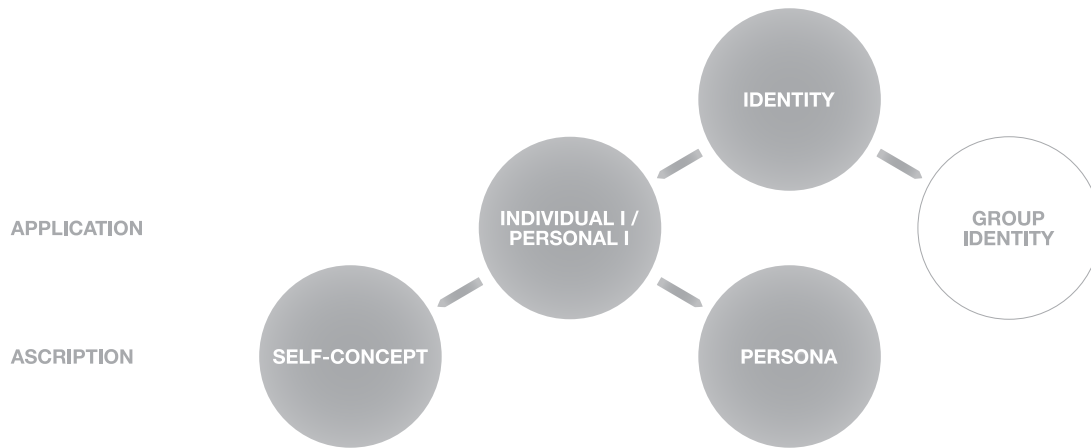 IDENTITY
APPLICATION
INDIVIDUAL I /
PERSONAL I
GROUP
IDENTITY
ASCRIPTION
SELF-CONCEPT
PERSONA